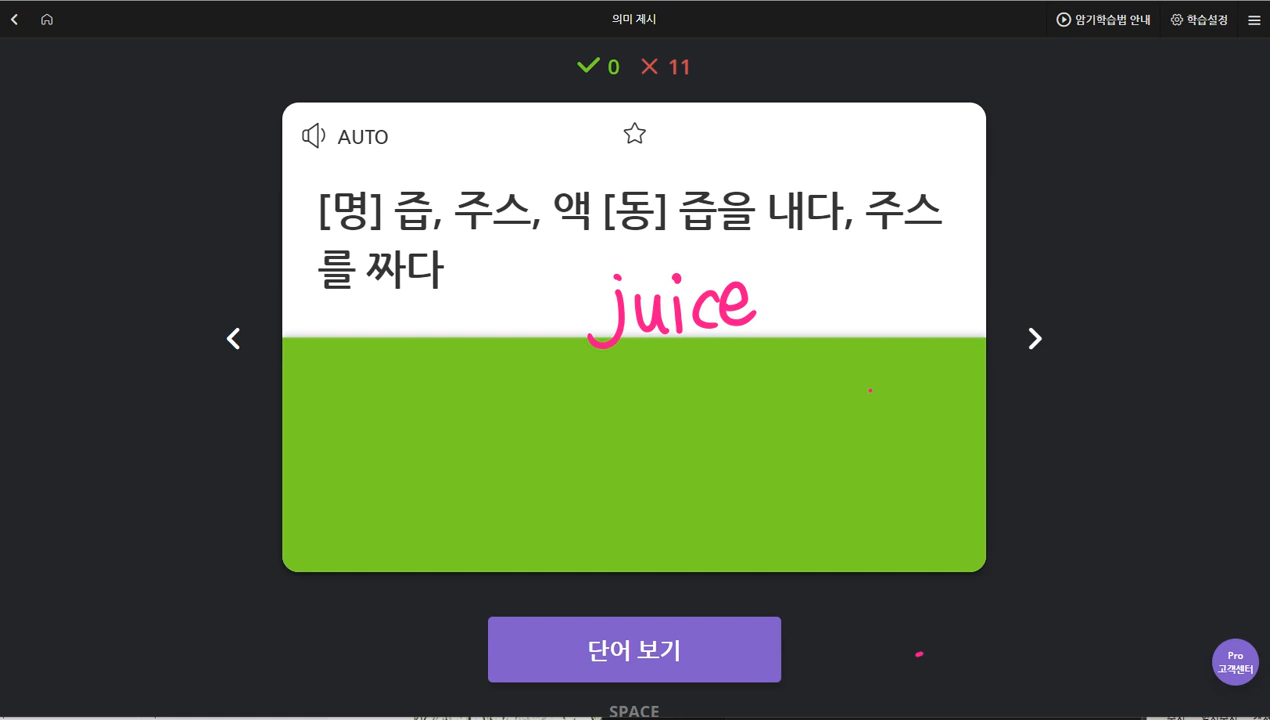 의미 제시
암기학습법 안내
학습설정
0 11
AUTO
[명] 즙, 주스, 액 [동] 즙을 내다, 주스
를 짜다
juice
단어 보기
SPACE
Pro
고객센터